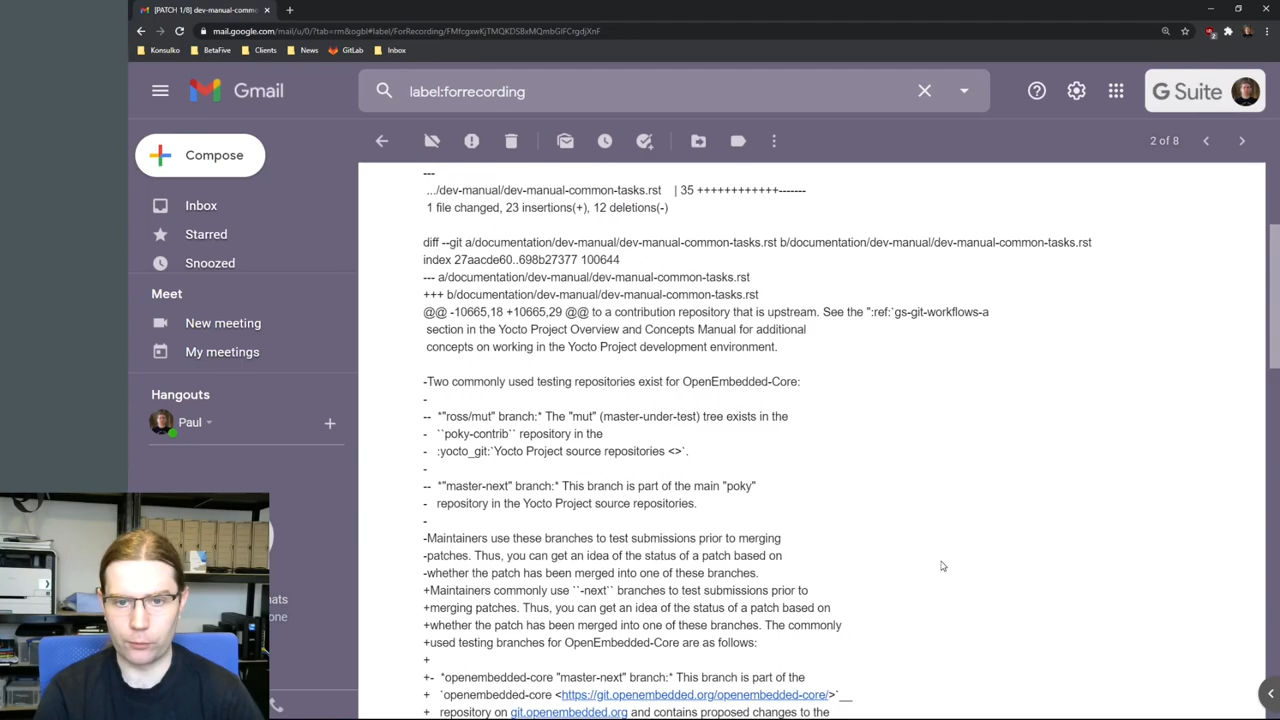 [PATCH 1/8] dev-manual-commo
mail.google.com/mail/u/0/?tab=rm&ogbl#label/ForRecording/FMfcgxwKjTMQKDSBxMQmbGlFCrgdjXnF
Konsulko
BetaFive
Clients
News
GitLab
Inbox
Gmail
label:forrecording
G Suite
Compose
2 of 8
Inbox
Starred
Snoozed
Meet
New meeting
My meetings
Hangouts
Paul
hats
one
---
.../dev-manual/dev-manual-common-tasks.rst | 35 ++++++++++++-------
1 file changed, 23 insertions(+), 12 deletions(-)
diff --git a/documentation/dev-manual/dev-manual-common-tasks.rst b/documentation/dev-manual/dev-manual-common-tasks.rst
index 27aacde60..698b27377 100644
--- a/documentation/dev-manual/dev-manual-common-tasks.rst
+++ b/documentation/dev-manual/dev-manual-common-tasks.rst
@@ -10665,18 +10665,29 @@ to a contribution repository that is upstream. See the ":ref:`gs-git-workflows-a
section in the Yocto Project Overview and Concepts Manual for additional
concepts on working in the Yocto Project development environment.
-Two commonly used testing repositories exist for OpenEmbedded-Core:
-
-- *"ross/mut" branch:* The "mut" (master-under-test) tree exists in the
- ``poky-contrib`` repository in the
- :yocto_git:`Yocto Project source repositories <>`.
-
-- *"master-next" branch:* This branch is part of the main "poky"
- repository in the Yocto Project source repositories.
-
-Maintainers use these branches to test submissions prior to merging
-patches. Thus, you can get an idea of the status of a patch based on
-whether the patch has been merged into one of these branches.
+Maintainers commonly use ``-next`` branches to test submissions prior to
+merging patches. Thus, you can get an idea of the status of a patch based on
+whether the patch has been merged into one of these branches. The commonly
+used testing branches for OpenEmbedded-Core are as follows:
+
+- *openembedded-core "master-next" branch:* This branch is part of the
+ `openembedded-core <https://git.openembedded.org/openembedded-core/>`__
+ repository on git.openembedded.org and contains proposed changes to the